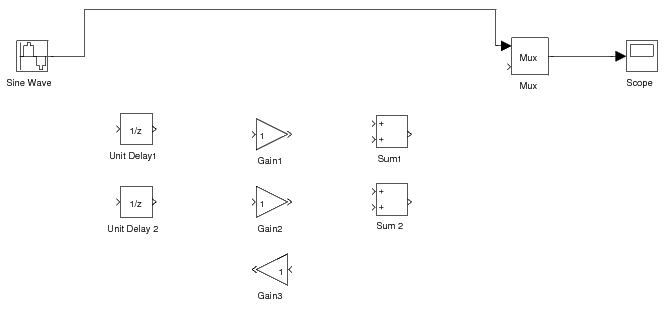 Sine Wave
Mux
Mux
Scope
1/z
Unit Delay1
1
Gain1
+
+
Sum1
1/z
Unit Delay 2
1
Gain2
+
+
Sum 2
1
Gain3